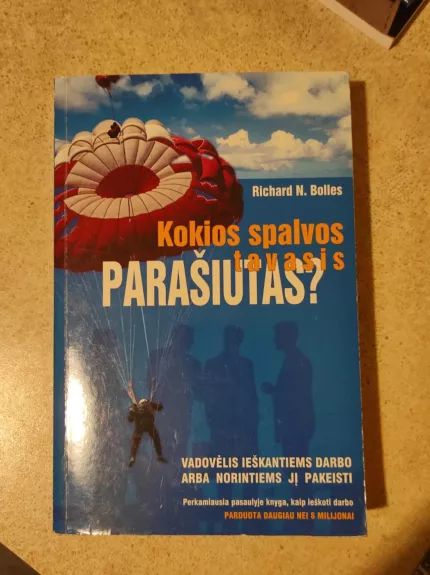 Richard N. Bolles
Kokios spalvos
tavasis
PARAŠIUTAS?
VADOVĖLIS IEŠKANTIEMS DARBO
ARBA NORINTIEMS JĮ PAKEISTI
Perkamiausia pasaulyje knyga, kaip ieškoti darbo
PARDUOTA DAUGIAU NEI 8 MILIJONAI